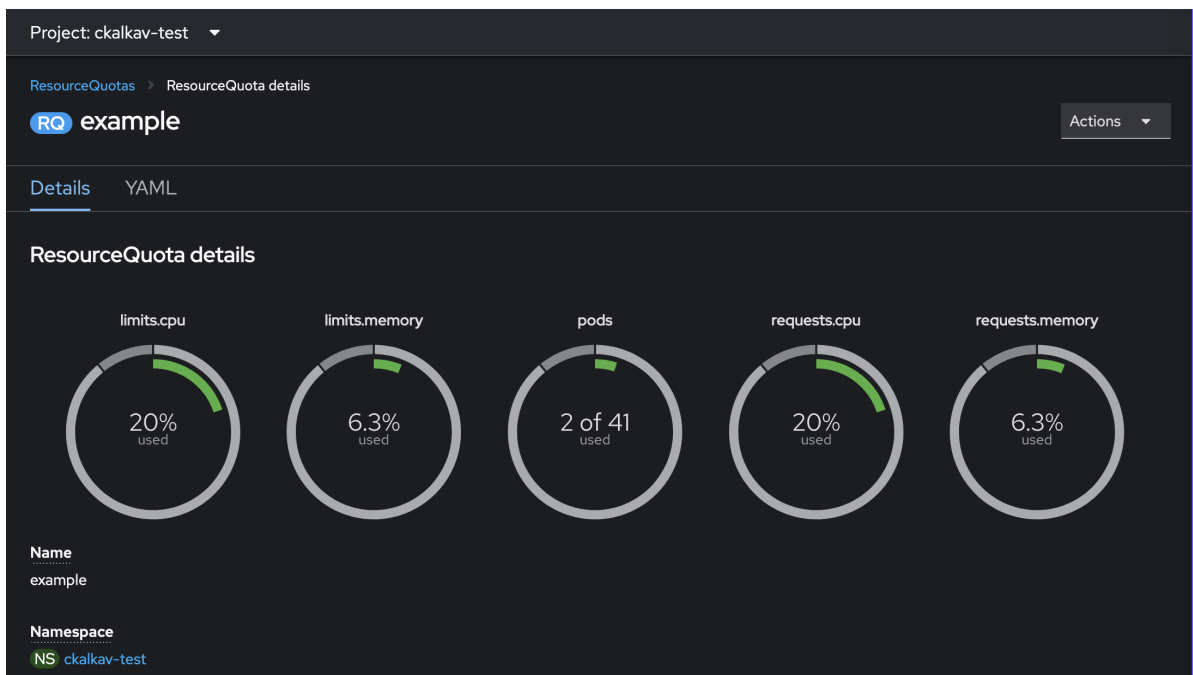 Project: ckalkav-test
ResourceQuotas > ResourceQuota details
RQ example
Actions
Details YAML
ResourceQuota details
limits.cpu limits.memory pods requests.cpu requests.memory
20% 6.3% 2 of 41 20% 6.3%
used used used used used
Name
example
Namespace
NS ckalkav-test